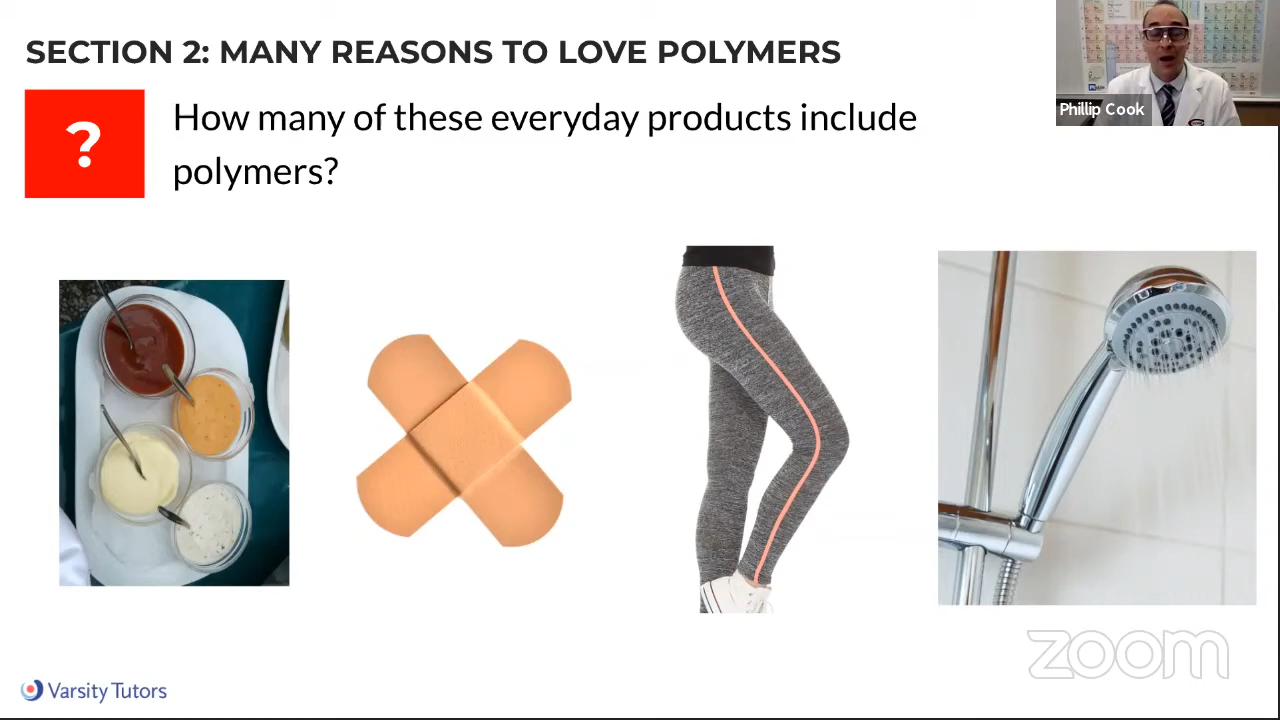 SECTION 2: MANY REASONS TO LOVE POLYMERS
Phillip Cook
?
How many of these everyday products include
polymers?
zoom
Varsity Tutors